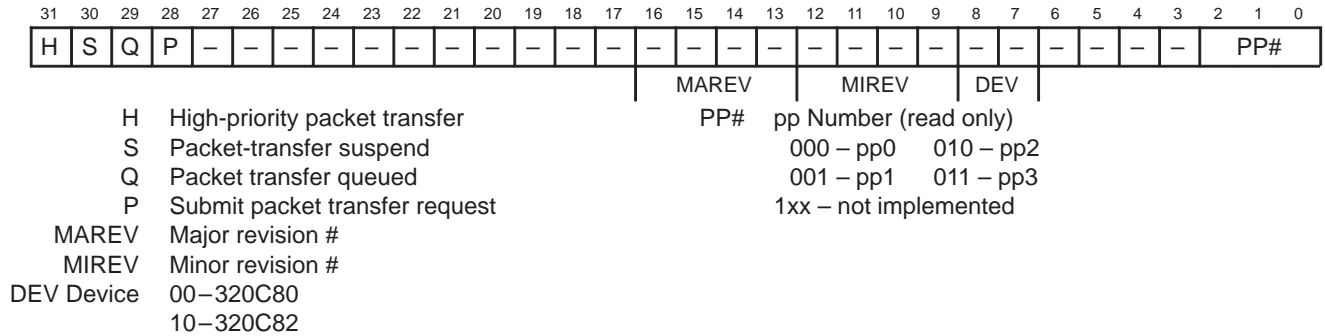 31 30 29 28 27 26 25 24 23 22 21 20 19 18 17 16 15 14 13 12 11 10 9 8 7 6 5 4 3 2 1 0
H S Q P – – – – – – – – – – – – – – – – – – – – – – – – – PP#
MAREV MIREV DEV
H High-priority packet transfer PP# pp Number (read only)
S Packet-transfer suspend 000 – pp0 010 – pp2
Q Packet transfer queued 001 – pp1 011 – pp3
P Submit packet transfer request 1xx – not implemented
MAREV Major revision #
MIREV Minor revision #
DEV Device 00–320C80
10–320C82